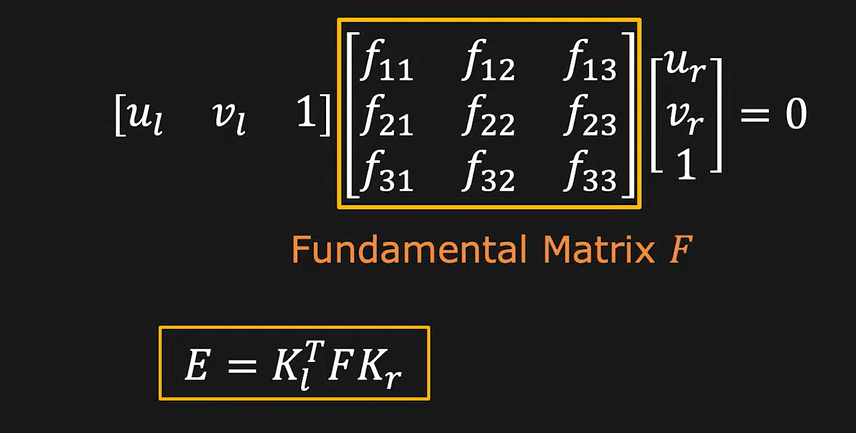 [u_l v_l 1] [f_11 f_12 f_13; f_21 f_22 f_23; f_31 f_32 f_33] [u_r; v_r; 1] = 0
Fundamental Matrix F
E = K_l^T F K_r